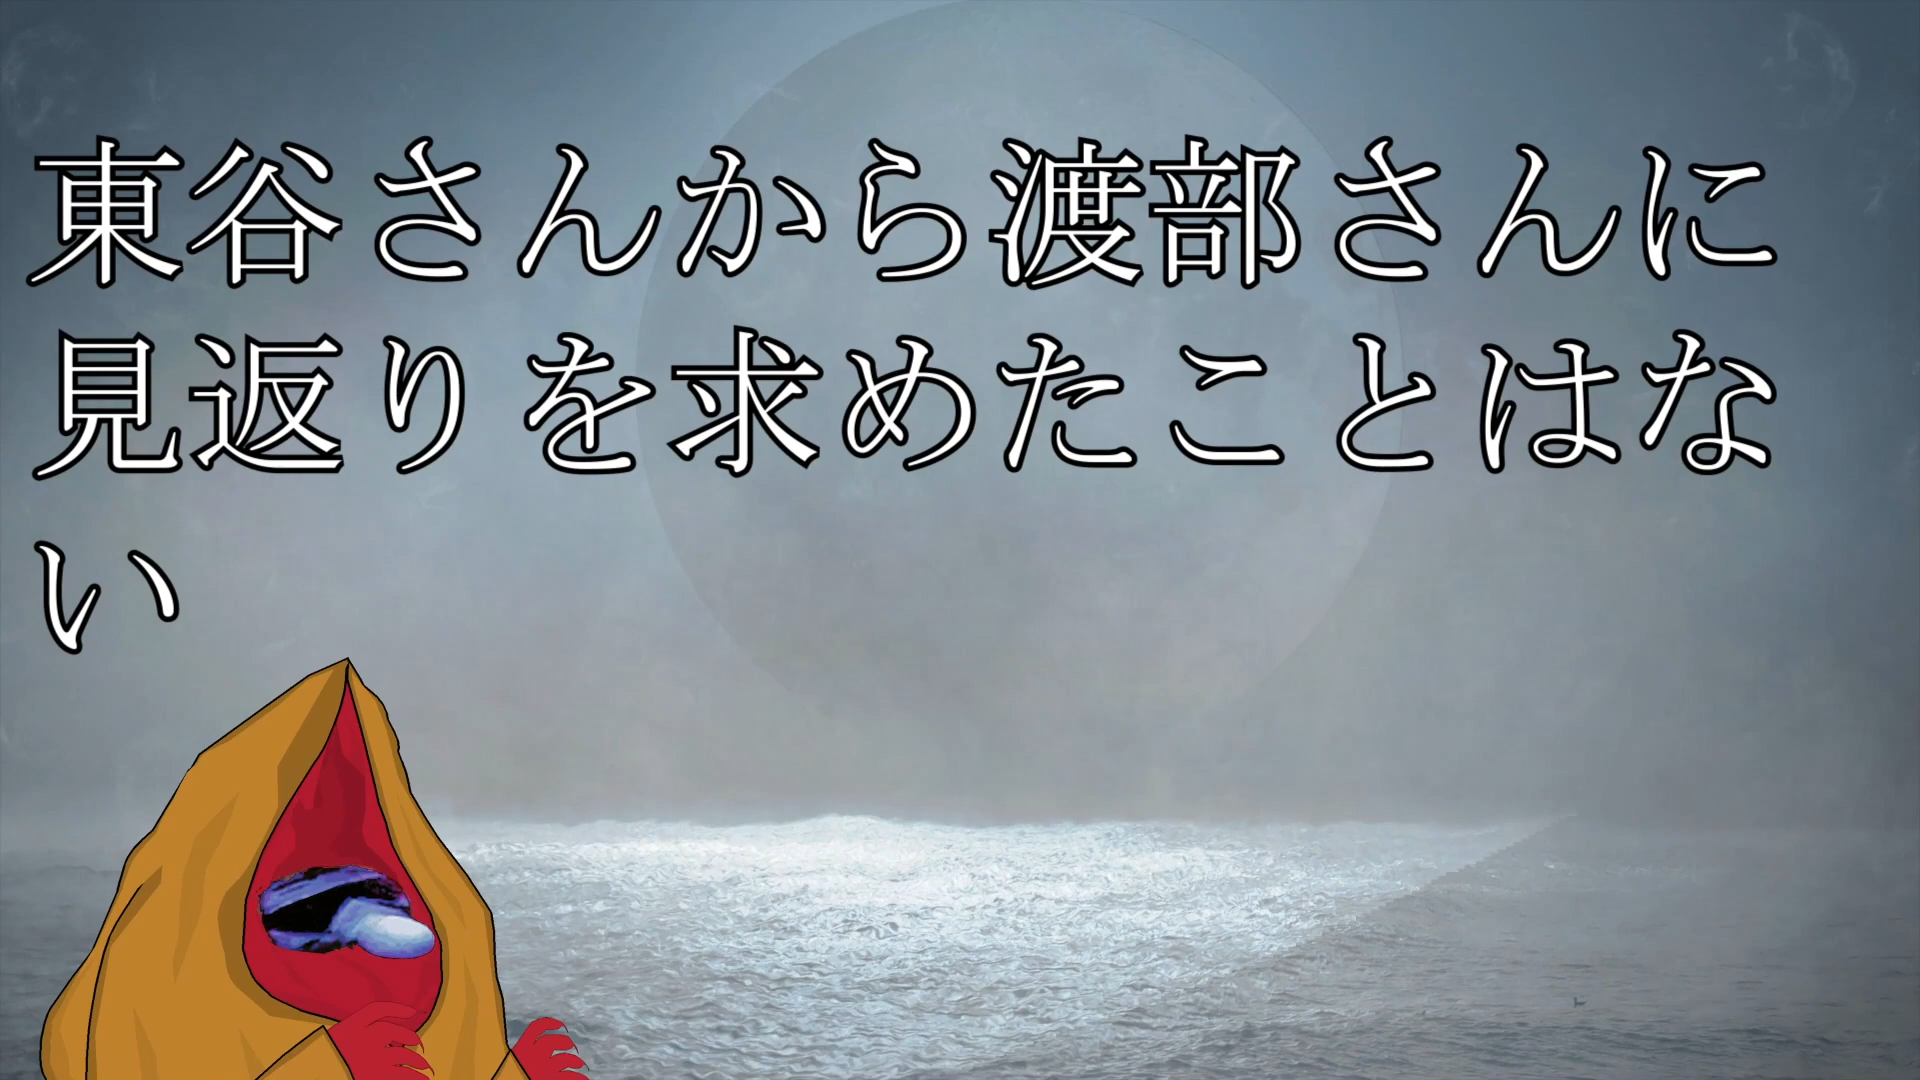 東谷さんから渡部さんに
見返りを求めたことはな
い